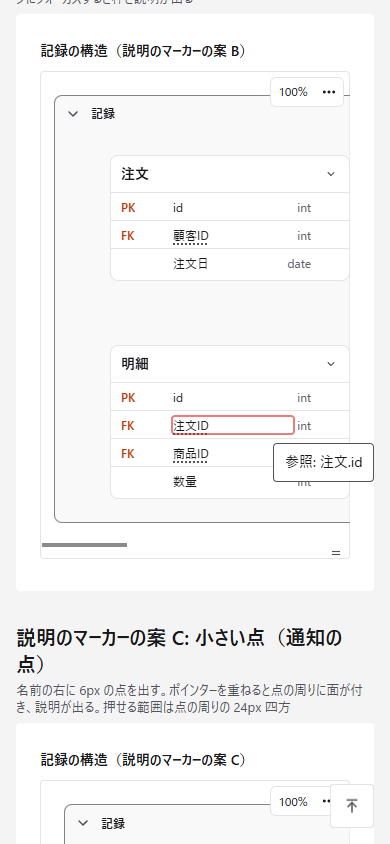 記録の構造（説明のマーカーの案 B）
100% •••
記録
注文
PK id int
FK 顧客ID int
注文日 date
明細
PK id int
FK 注文ID int
FK 商品ID
参照: 注文.id
数量 int
説明のマーカーの案 C: 小さい点（通知の
点）
名前の右に 6px の点を出す。ポインターを重ねると点の周りに面が付
き、説明が出る。押せる範囲は点の周りの 24px 四方
記録の構造（説明のマーカーの案 C）
100%
記録